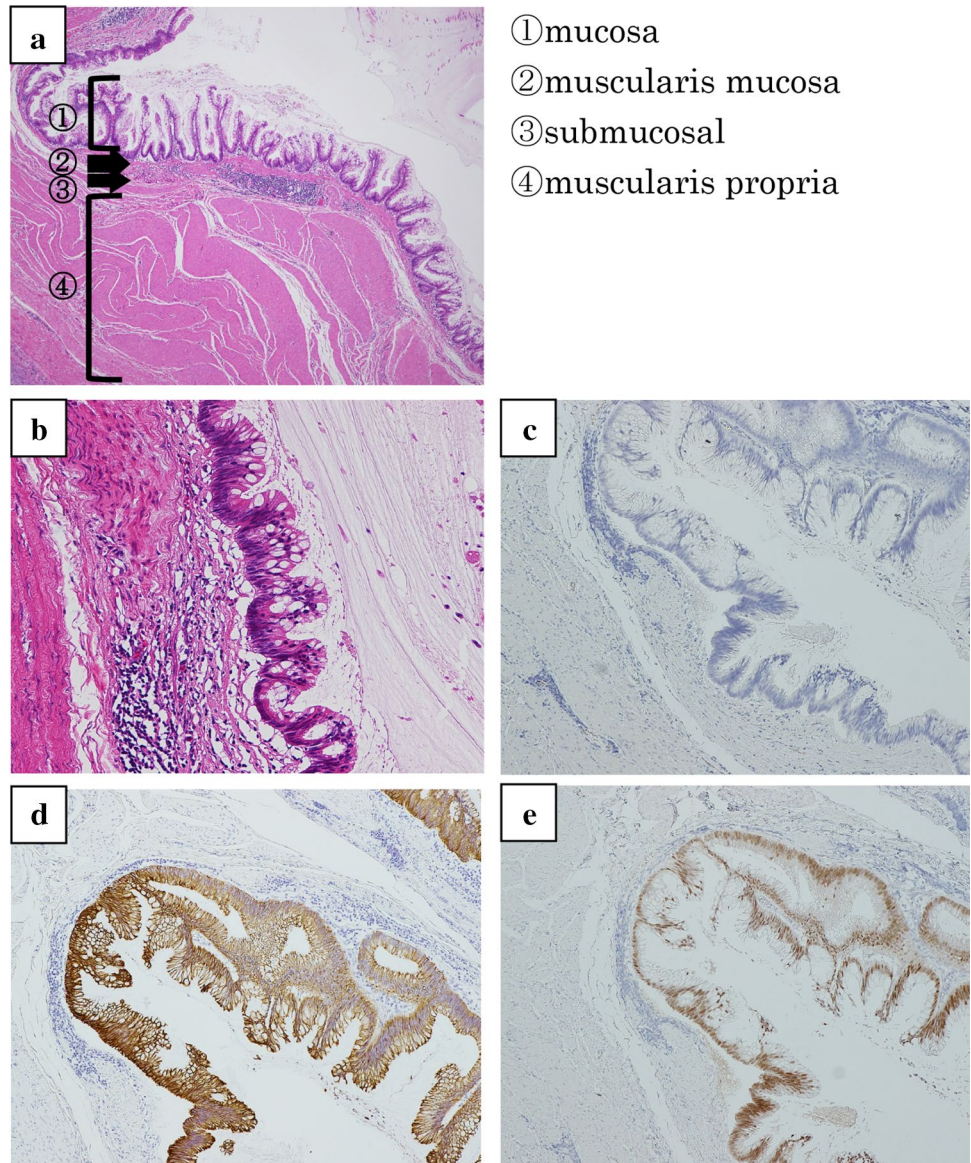 a
①
②
③
④
①mucosa
②muscularis mucosa
③submucosal
④muscularis propria
b
c
d
e